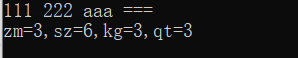 111 222 aaa ===
zm=3,sz=6,kg=3,qt=3